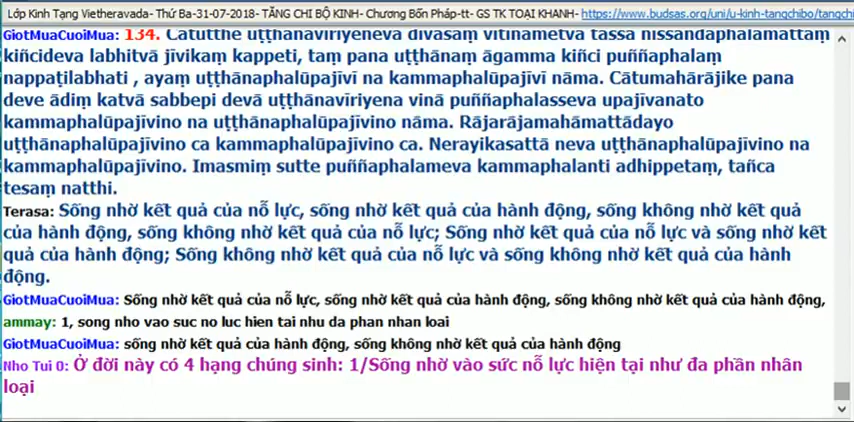 Lớp Kinh Tạng Vietheravada- Thứ Ba-31-07-2018- TĂNG CHI BỘ KINH- Chương Bốn Pháp-tt- GS TK TOẠI KHANH- https://www.budsas.org/uni/u-kinh-tangchibo/tangchi
GiotMuaCuoiMua: 134. Catutthe uṭṭhānavīriyeneva divasaṃ vītināmetvā tassa nissandaphalamattaṃ
kiñcideva labhitvā jīvikaṃ kappeti, taṃ pana uṭṭhānaṃ āgamma kiñci puññaphalaṃ
nappaṭilabhati , ayaṃ uṭṭhānaphalūpajīvī na kammaphalūpajīvī nāma. Cātumahārājike pana
deve ādiṃ katvā sabbepi devā uṭṭhānavīriyena vinā puññaphalasseva upajīvanato
kammaphalūpajīvino na uṭṭhānaphalūpajīvino nāma. Rājarājamahāmattādayo
uṭṭhānaphalūpajīvino ca kammaphalūpajīvino ca. Nerayikasattā neva uṭṭhānaphalūpajīvino na
kammaphalūpajīvino. Imasmiṃ sutte puññaphalameva kammaphalanti adhippetaṃ, tañca
tesaṃ natthi.
Terasa: Sống nhờ kết quả của nỗ lực, sống nhờ kết quả của hành động, sống không nhờ kết quả
của hành động, sống không nhờ kết quả của nỗ lực; Sống nhờ kết quả của nỗ lực và sống nhờ kết
quả của hành động; Sống không nhờ kết quả của nỗ lực và sống không nhờ kết quả của hành
động.
GiotMuaCuoiMua: Sống nhờ kết quả của nỗ lực, sống nhờ kết quả của hành động, sống không nhờ kết quả của hành động,
ammay: 1, song nho vao suc no luc hien tai nhu da phan nhan loai
GiotMuaCuoiMua: sống nhờ kết quả của hành động, sống không nhờ kết quả của hành động
Nho Tui 0: Ở đời này có 4 hạng chúng sinh: 1/Sống nhờ vào sức nỗ lực hiện tại như đa phần nhân
loại